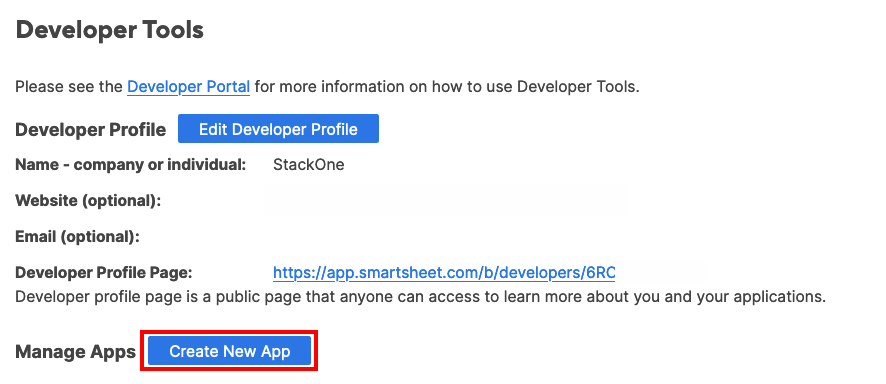 Developer Tools
Please see the Developer Portal for more information on how to use Developer Tools.
Developer Profile Edit Developer Profile
Name - company or individual: StackOne
Website (optional):
Email (optional):
Developer Profile Page: https://app.smartsheet.com/b/developers/6RC
Developer profile page is a public page that anyone can access to learn more about you and your applications.
Manage Apps Create New App